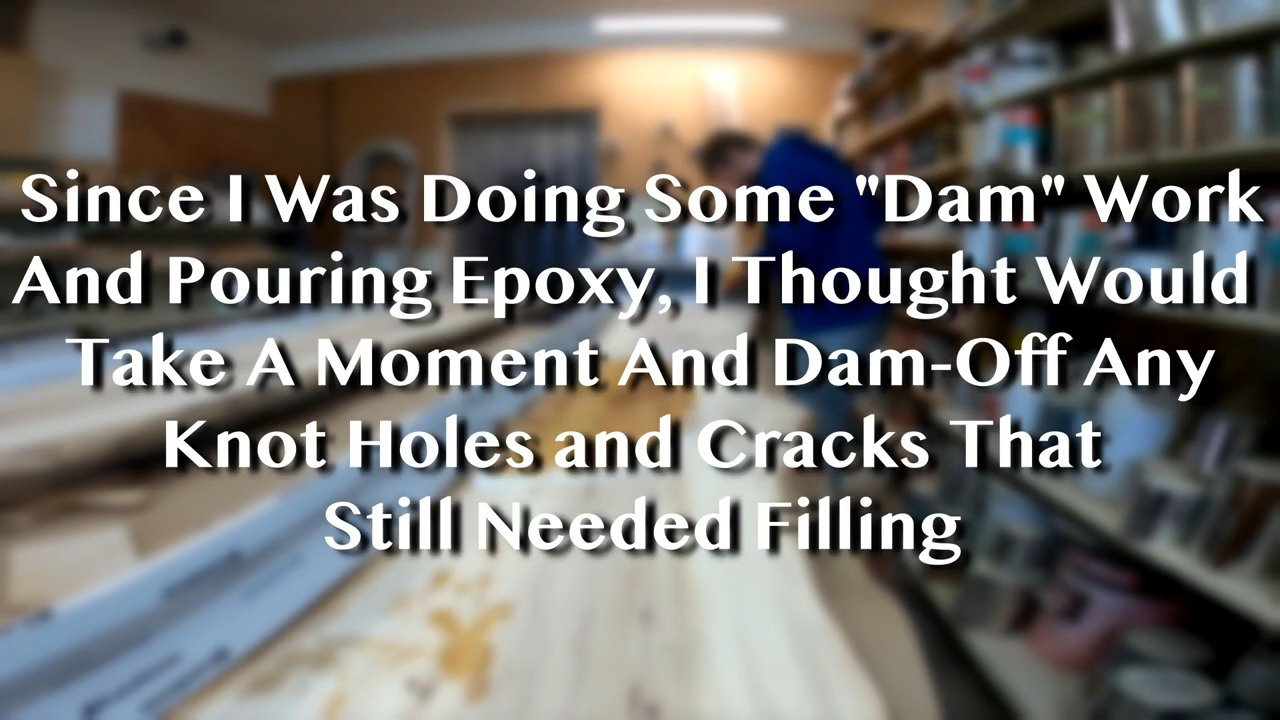 Since I Was Doing Some "Dam" Work
And Pouring Epoxy, I Thought Would
Take A Moment And Dam-Off Any
Knot Holes and Cracks That
Still Needed Filling